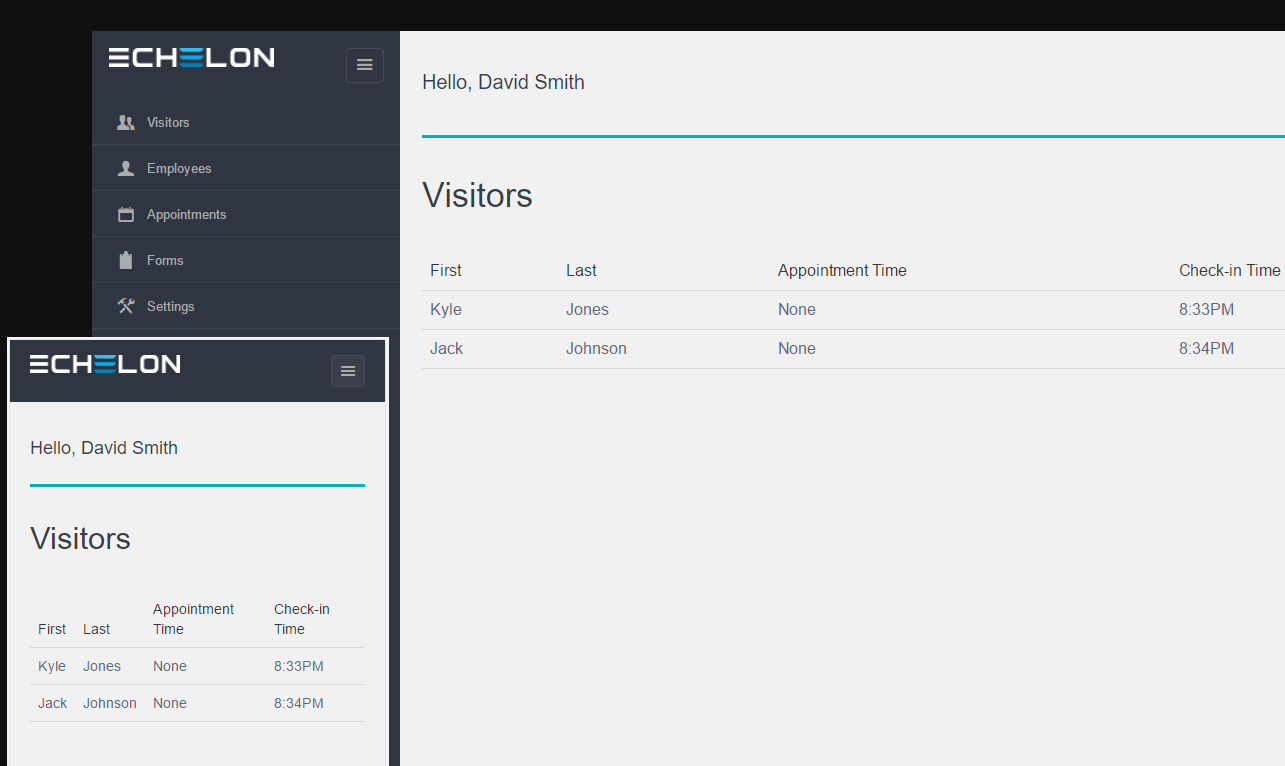 ECHELON
Visitors
Employees
Appointments
Forms
Settings
Hello, David Smith
Visitors
First Last Appointment Time Check-in Time
Kyle Jones None 8:33PM
Jack Johnson None 8:34PM
ECHELON
Hello, David Smith
Visitors
First Last Appointment Time Check-in Time
Kyle Jones None 8:33PM
Jack Johnson None 8:34PM